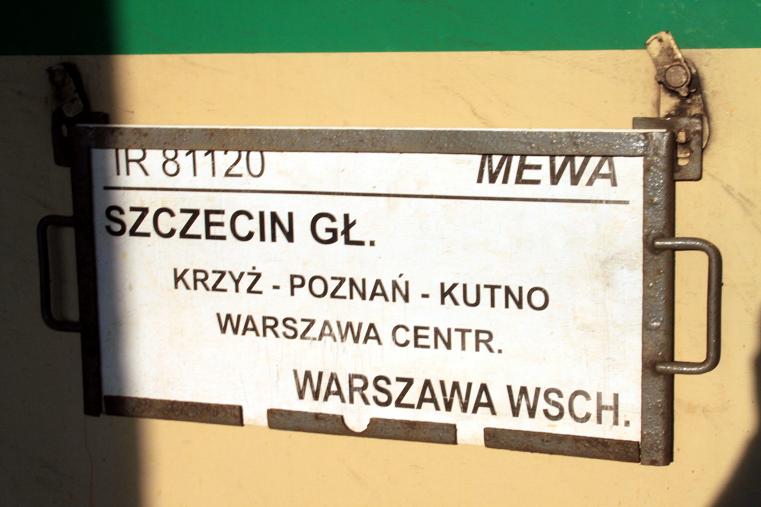 IR 81120 MEWA
SZCZECIN GŁ.
KRZYŻ - POZNAŃ - KUTNO
WARSZAWA CENTR.
WARSZAWA WSCH.